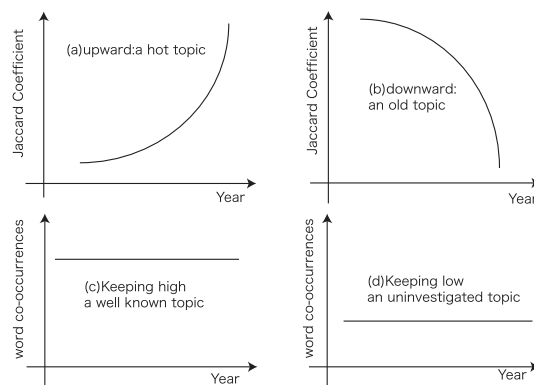 Jaccard Coefficient
(a)upward:a hot topic
Year
Jaccard Coefficient
(b)downward:
an old topic
Year
word co-occurrences
(c)Keeping high
a well known topic
Year
word co-occurrences
(d)Keeping low
an uninvestigated topic
Year